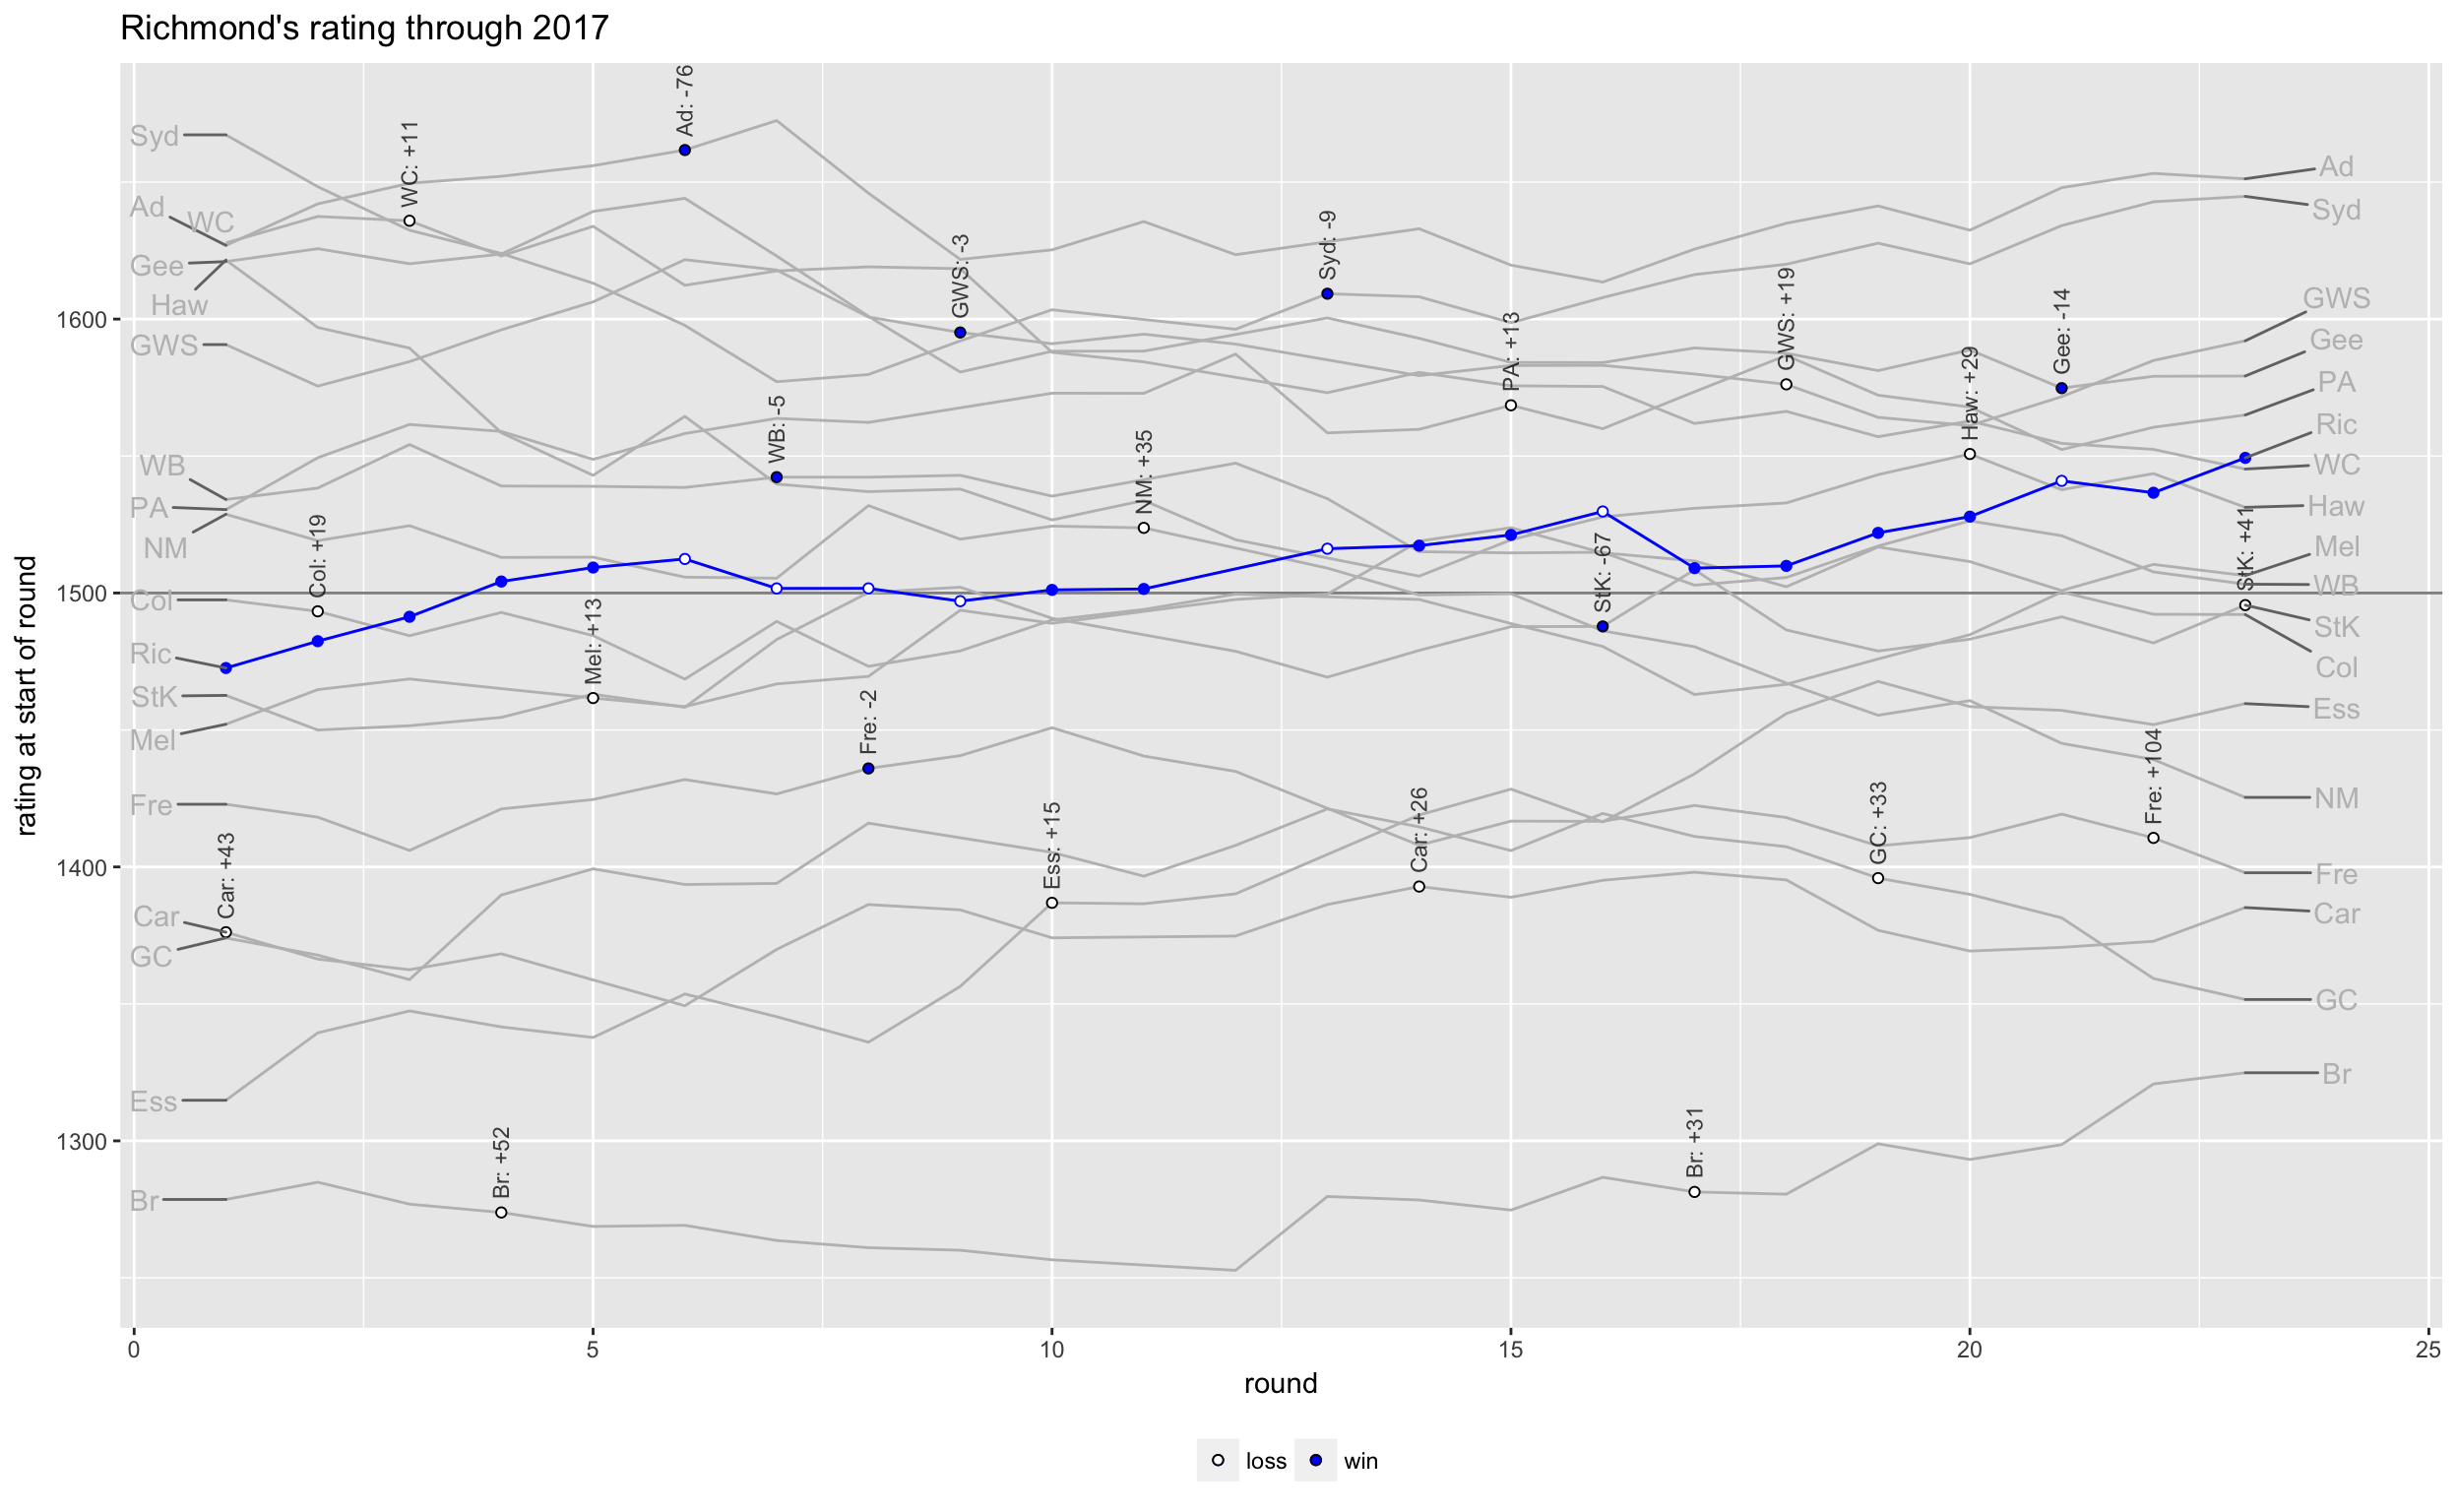 Richmond's rating through 2017
rating at start of round
1600
1500
1400
1300
Syd
Ad
WC
Gee
Haw
GWS
WB
PA
NM
Col
Ric
StK
Mel
Fre
Car
GC
Ess
Br
Car: +43
Col: +19
WC: +11
Br: +52
Mel: +13
Ad: -76
WB: -5
Fre: -2
GWS: -3
Ess: +15
NM: +35
Syd: -9
Car: +26
PA: +13
StK: -67
Br: +31
GWS: +19
GC: +33
Haw: +29
Gee: -14
Fre: +104
StK: +41
Ad
Syd
GWS
Gee
PA
Ric
WC
Haw
Mel
WB
StK
Col
Ess
NM
Fre
Car
GC
Br
0 5 10 15 20 25
round
loss win